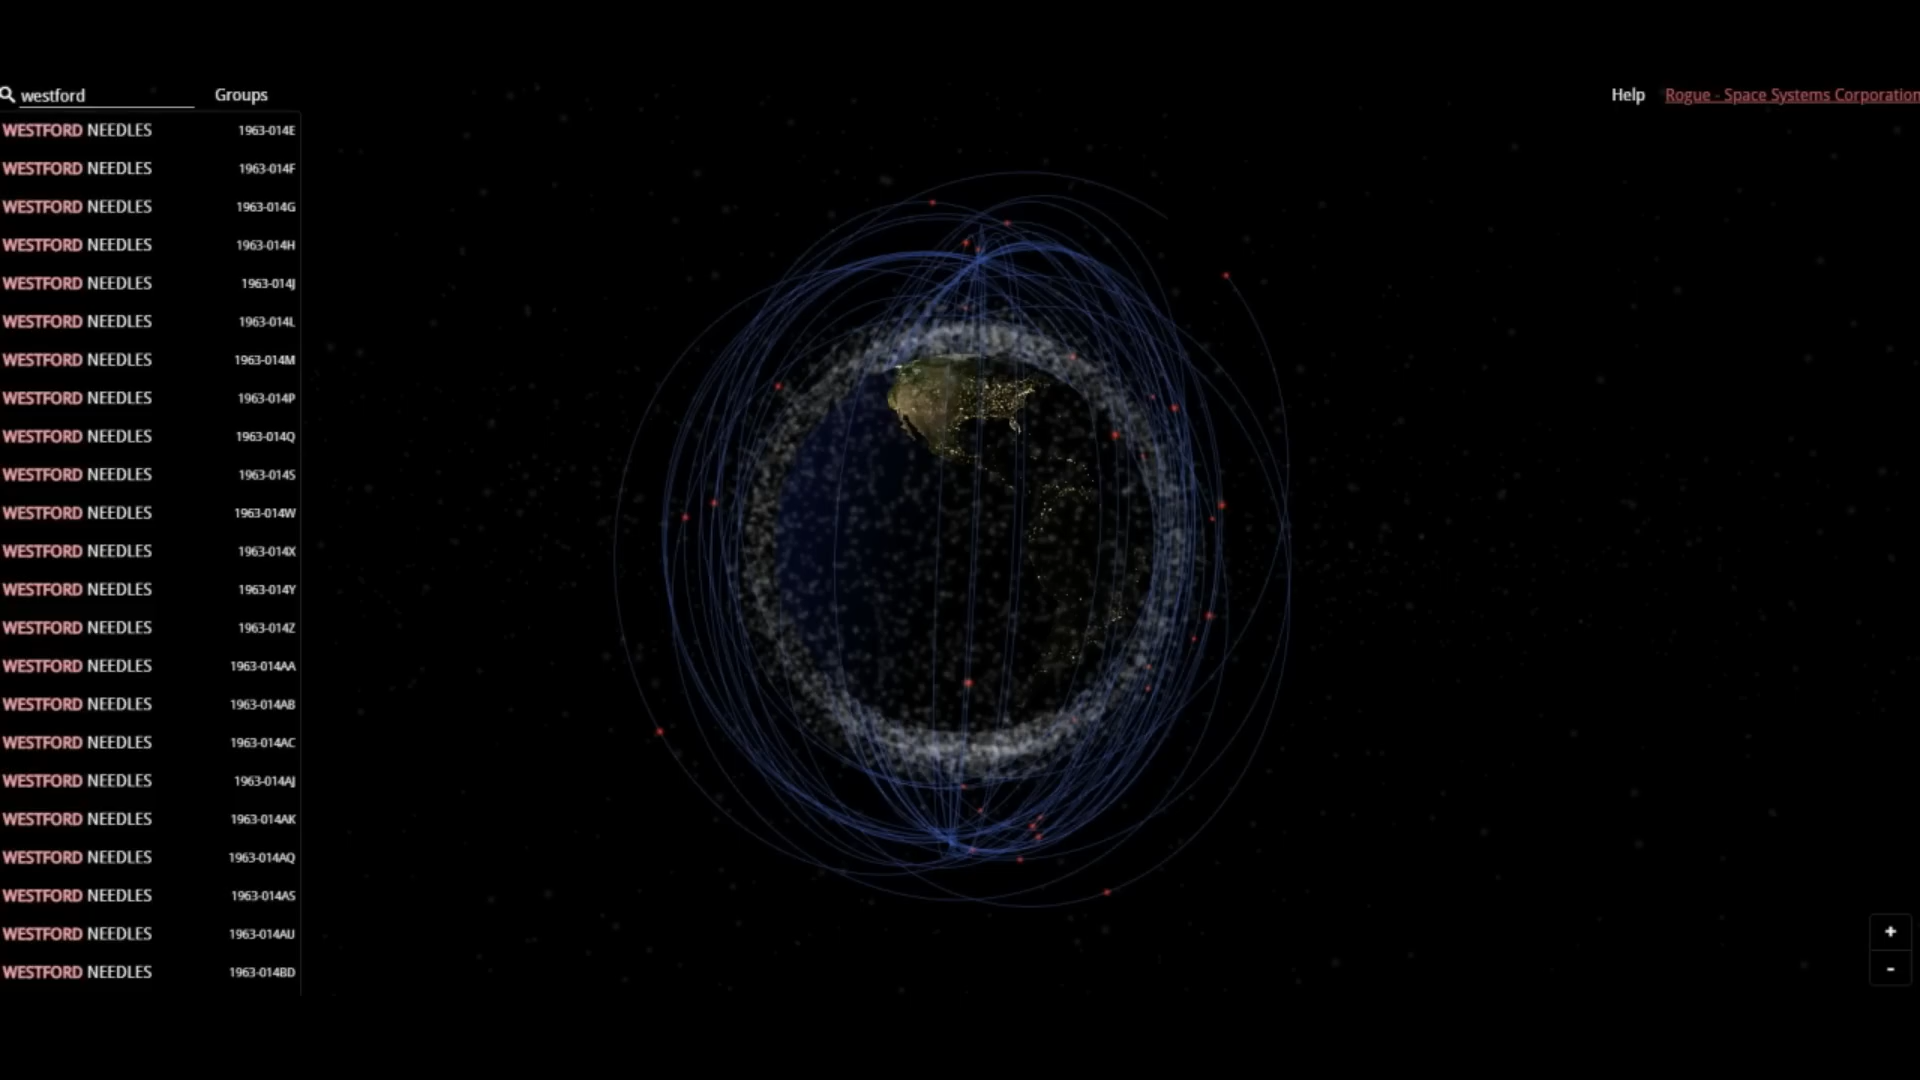 westford Groups Help Rogue - Space Systems Corporation
WESTFORD NEEDLES 1963-014E
WESTFORD NEEDLES 1963-014F
WESTFORD NEEDLES 1963-014G
WESTFORD NEEDLES 1963-014H
WESTFORD NEEDLES 1963-014J
WESTFORD NEEDLES 1963-014L
WESTFORD NEEDLES 1963-014M
WESTFORD NEEDLES 1963-014P
WESTFORD NEEDLES 1963-014Q
WESTFORD NEEDLES 1963-014S
WESTFORD NEEDLES 1963-014W
WESTFORD NEEDLES 1963-014X
WESTFORD NEEDLES 1963-014Y
WESTFORD NEEDLES 1963-014Z
WESTFORD NEEDLES 1963-014AA
WESTFORD NEEDLES 1963-014AB
WESTFORD NEEDLES 1963-014AC
WESTFORD NEEDLES 1963-014AJ
WESTFORD NEEDLES 1963-014AK
WESTFORD NEEDLES 1963-014AQ
WESTFORD NEEDLES 1963-014AS
WESTFORD NEEDLES 1963-014AU
WESTFORD NEEDLES 1963-014BD
+
-